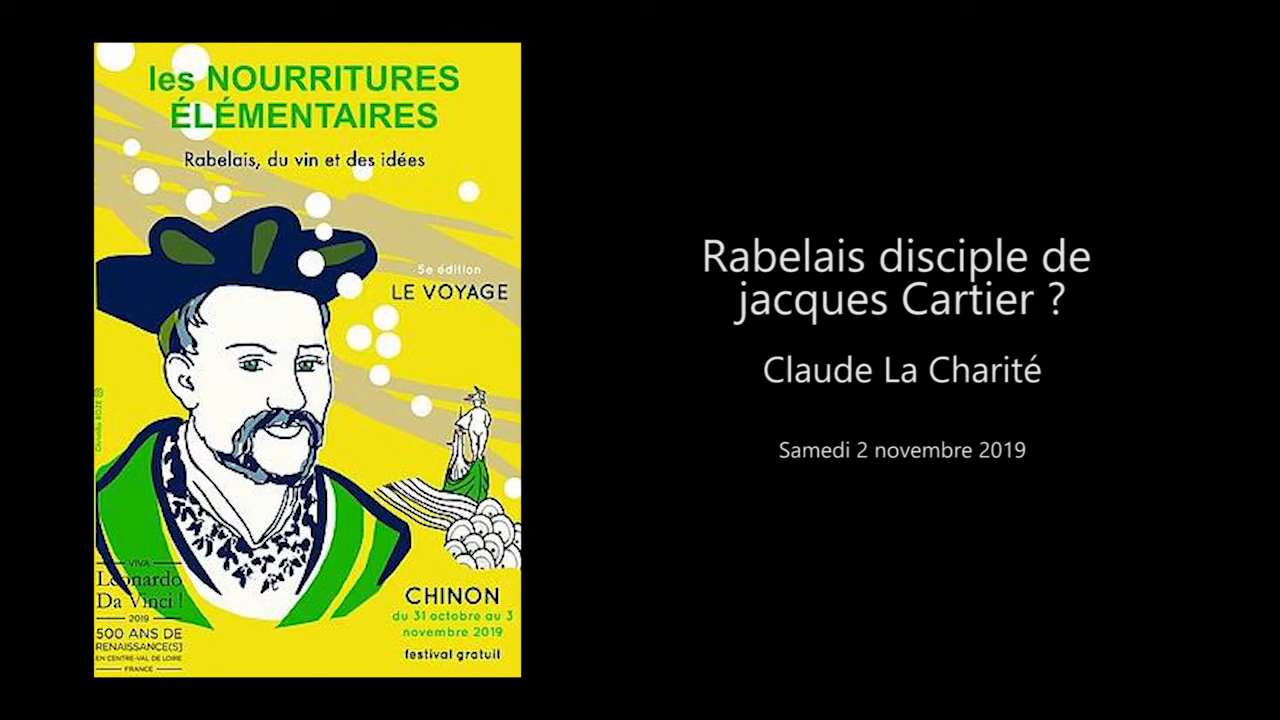 les NOURRITURES
ÉLÉMENTAIRES
Rabelais, du vin et des idées
5e édition
LE VOYAGE
VIVA
Leonardo
Da Vinci !
2019
500 ANS DE
RENAISSANCE(S)
EN CENTRE-VAL DE LOIRE
FRANCE
CHINON
du 31 octobre au 3
novembre 2019
festival gratuit
Rabelais disciple de
jacques Cartier ?
Claude La Charité
Samedi 2 novembre 2019